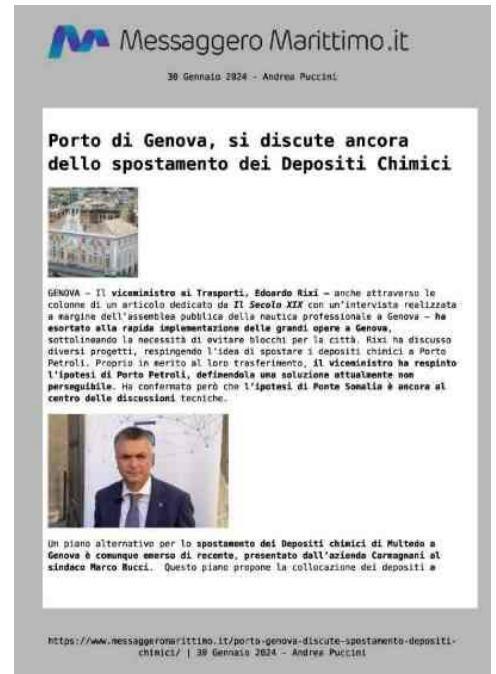 Messaggero Marittimo.it
30 Gennaio 2024 - Andrea Puccini
Porto di Genova, si discute ancora
dello spostamento dei Depositi Chimici
GENOVA – Il viceministro ai Trasporti, Edoardo Rixi – anche attraverso le
colonne di un articolo dedicato da Il Secolo XIX con un'intervista realizzata
a margine dell'assemblea pubblica della nautica professionale a Genova – ha
esortato alla rapida implementazione delle grandi opere a Genova,
sottolineando la necessità di evitare blocchi per la città. Rixi ha discusso
diversi progetti, respingendo l'idea di spostare i depositi chimici a Porto
Petroli. Proprio in merito al loro trasferimento, il viceministro ha respinto
l'ipotesi di Porto Petroli, definendola una soluzione attualmente non
perseguibile. Ha confermato però che l'ipotesi di Ponte Somalia è ancora al
centro delle discussioni tecniche.
Un piano alternativo per lo spostamento dei Depositi chimici di Multedo a
Genova è comunque emerso di recente, presentato dall'azienda Carmagnani al
sindaco Marco Bucci. Questo piano propone la collocazione dei depositi a
https://www.messaggeromarittimo.it/porto-genova-discute-spostamento-depositi-
chimici/ | 30 Gennaio 2024 - Andrea Puccini